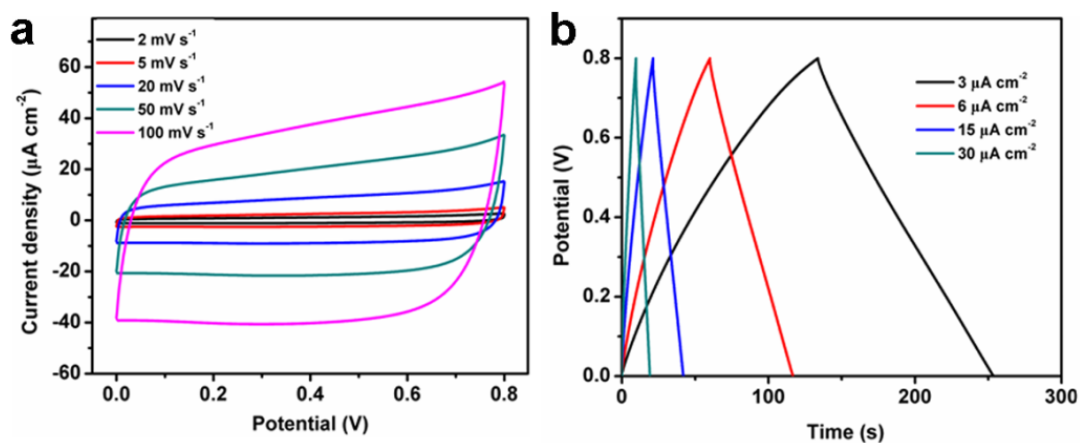 a
2 mV s⁻¹
5 mV s⁻¹
20 mV s⁻¹
50 mV s⁻¹
100 mV s⁻¹
60
40
20
0
-20
-40
-60
Current density (μA cm⁻²)
0.0 0.2 0.4 0.6 0.8
Potential (V)
b
3 μA cm⁻²
6 μA cm⁻²
15 μA cm⁻²
30 μA cm⁻²
0.8
0.6
0.4
0.2
0.0
Potential (V)
0 100 200 300
Time (s)